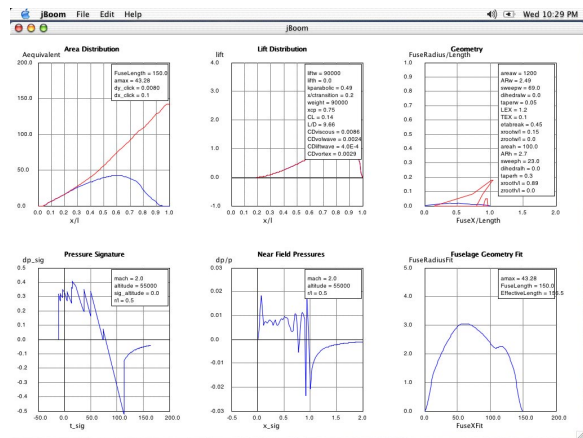 jBoom File Edit Help
Wed 10:29 PM
jBoom
Area Distribution
Aequivalent
200.0
150.0
100.0
50.0
0.0
FuseLength = 150.0
amax = 43.28
dy_click = 0.0080
dx_click = 0.1
0.0 0.1 0.2 0.3 0.4 0.5 0.6 0.7 0.8 0.9 1.0
x/l
Lift Distribution
lift
4.0
3.0
2.0
1.0
0.0
-1.0
liftw = 90000
lifth = 0.0
kparabolic = 0.49
x/ctransition = 0.2
weight = 90000
xcp = 0.75
CL = 0.14
L/D = 9.66
CDviscous = 0.0086
CDvolwave = 0.0024
CDliftwave = 4.0E-4
CDvortex = 0.0029
0.0 0.1 0.2 0.3 0.4 0.5 0.6 0.7 0.8 0.9 1.0
x/l
Geometry
FuseRadius/Length
1.0
0.9
0.8
0.7
0.6
0.5
0.4
0.3
0.2
0.1
0.0
areaw = 1200
ARw = 2.49
sweepw = 69.0
dihedralw = 0.0
taparw = 0.05
LEX = 1.2
TEX = 0.1
etabreak = 0.45
xrootw/l = 0.15
zrootw/l = 0.0
areah = 100.0
ARh = 2.7
sweeph = 23.0
dihedralh = 0.0
taperh = 0.3
xrooth/l = 0.89
zrooth/l = 0.0
0.0 0.5 1.0 1.5 2.0
FuseX/Length
Pressure Signature
dp_sig
0.5
0.4
0.3
0.2
0.1
0.0
-0.1
-0.2
-0.3
-0.4
-0.5
mach = 2.0
altitude = 55000
sig_altitude = 0.0
r/l = 0.5
-50.0 0.0 50.0 100.0 150.0 200.0
t_sig
Near Field Pressures
dp/p
0.03
0.02
0.01
0.00
-0.01
-0.02
-0.03
mach = 2.0
altitude = 55000
r/l = 0.5
-0.5 0.0 0.5 1.0 1.5 2.0
x_sig
Fuselage Geometry Fit
FuseRadiusFit
5.0
4.0
3.0
2.0
1.0
0.0
amax = 43.28
FuseLength = 150.0
EffectiveLength = 156.5
0.0 50.0 100.0 150.0 200.0
FuseXFit